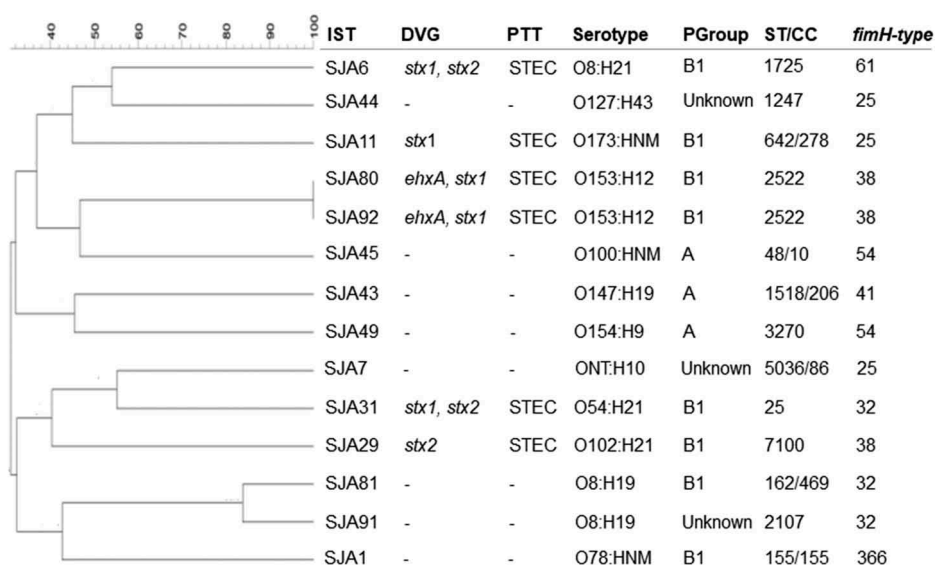 40 50 60 70 80 90 100
IST DVG PTT Serotype PGroup ST/CC fimH-type
SJA6 stx1, stx2 STEC O8:H21 B1 1725 61
SJA44 - - O127:H43 Unknown 1247 25
SJA11 stx1 STEC O173:HNM B1 642/278 25
SJA80 ehxA, stx1 STEC O153:H12 B1 2522 38
SJA92 ehxA, stx1 STEC O153:H12 B1 2522 38
SJA45 - - O100:HNM A 48/10 54
SJA43 - - O147:H19 A 1518/206 41
SJA49 - - O154:H9 A 3270 54
SJA7 - - ONT:H10 Unknown 5036/86 25
SJA31 stx1, stx2 STEC O54:H21 B1 25 32
SJA29 stx2 STEC O102:H21 B1 7100 38
SJA81 - - O8:H19 B1 162/469 32
SJA91 - - O8:H19 Unknown 2107 32
SJA1 - - O78:HNM B1 155/155 366